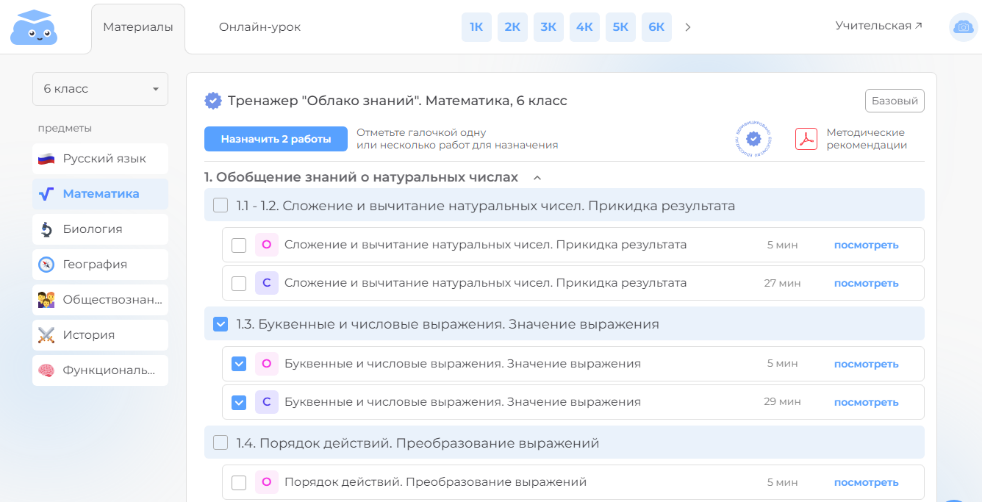 Материалы
Онлайн-урок
1К 2К 3К 4К 5К 6К
Учительская
6 класс
предметы
Русский язык
Математика
Биология
География
Обществознан...
История
Функциональ...
Тренажер "Облако знаний". Математика, 6 класс
Базовый
Назначить 2 работы
Отметьте галочкой одну
или несколько работ для назначения
Методические
рекомендации
1. Обобщение знаний о натуральных числах
1.1 - 1.2. Сложение и вычитание натуральных чисел. Прикидка результата
О Сложение и вычитание натуральных чисел. Прикидка результата 5 мин посмотреть
С Сложение и вычитание натуральных чисел. Прикидка результата 27 мин посмотреть
1.3. Буквенные и числовые выражения. Значение выражения
О Буквенные и числовые выражения. Значение выражения 5 мин посмотреть
С Буквенные и числовые выражения. Значение выражения 29 мин посмотреть
1.4. Порядок действий. Преобразование выражений
О Порядок действий. Преобразование выражений 5 мин посмотреть